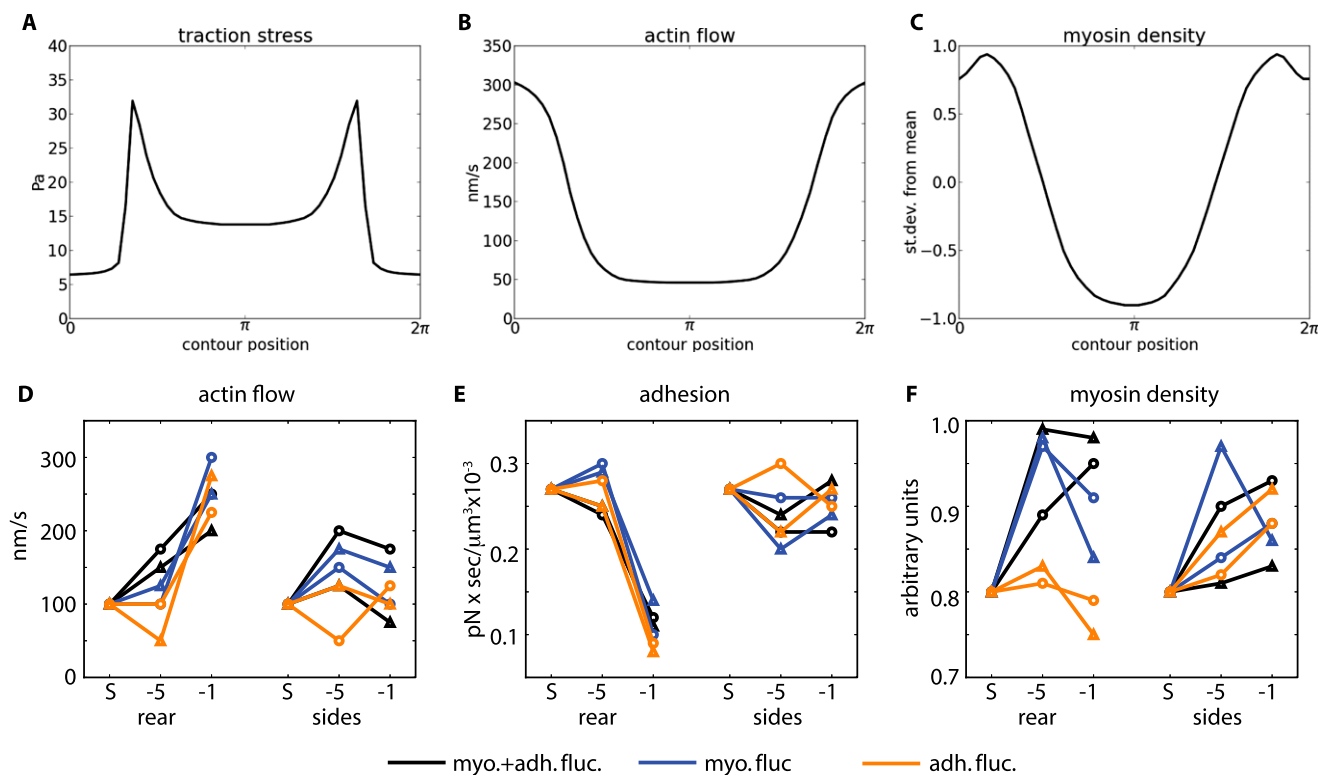 A
traction stress
40
35
30
25
20
15
10
5
0
Pa
0
π
2π
contour position
B
actin flow
350
300
250
200
150
100
50
0
nm/s
0
π
2π
contour position
C
myosin density
1.0
0.5
0.0
−0.5
−1.0
st.dev. from mean
0
π
2π
contour position
D
actin flow
300
200
100
0
nm/s
S -5 -1 S -5 -1
rear sides
E
adhesion
0.3
0.2
0.1
pN x sec/μm³x10⁻³
S -5 -1 S -5 -1
rear sides
F
myosin density
1.0
0.9
0.8
0.7
arbitrary units
S -5 -1 S -5 -1
rear sides
myo.+adh. fluc. myo. fluc adh. fluc.